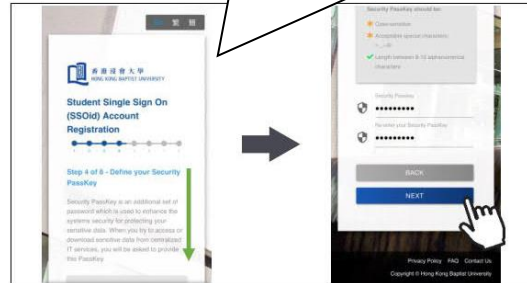 繁 簡
香港浸會大學
HONG KONG BAPTIST UNIVERSITY
Student Single Sign On
(SSOid) Account
Registration
Step 4 of 8 - Define your Security
PassKey
Security PassKey is an additional set of
password which is used to enhance the
systems security for protecting your
sensitive data. When you try to access or
download sensitive data from centralized
IT services, you will be asked to provide
this PassKey.
Security PassKey should be:
Case-sensitive
Acceptable special characters:
Length between 8-16 alphanumerical
characters
Security PassKey
Re-enter your Security PassKey
BACK
NEXT
Privacy Policy FAQ Contact Us
Copyright © Hong Kong Baptist University